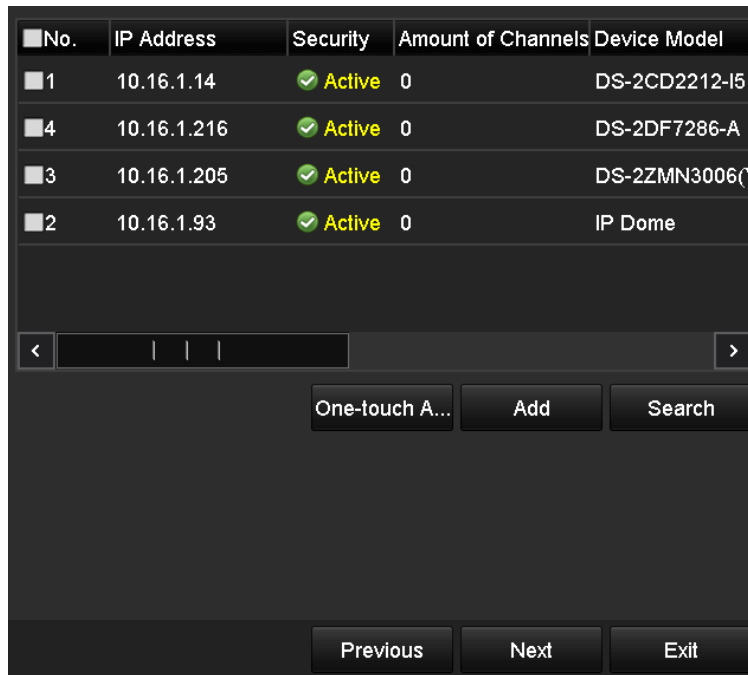 No. IP Address Security Amount of Channels Device Model
1 10.16.1.14 Active 0 DS-2CD2212-I5
4 10.16.1.216 Active 0 DS-2DF7286-A
3 10.16.1.205 Active 0 DS-2ZMN3006(
2 10.16.1.93 Active 0 IP Dome
One-touch A... Add Search
Previous Next Exit